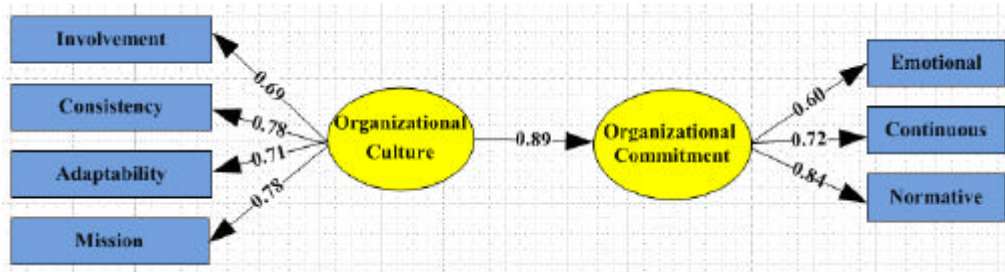 Involvement
Consistency
Adaptability
Mission
0.69
0.78
0.71
0.78
Organizational
Culture
0.89
Organizational
Commitment
0.60
0.72
0.84
Emotional
Continuous
Normative